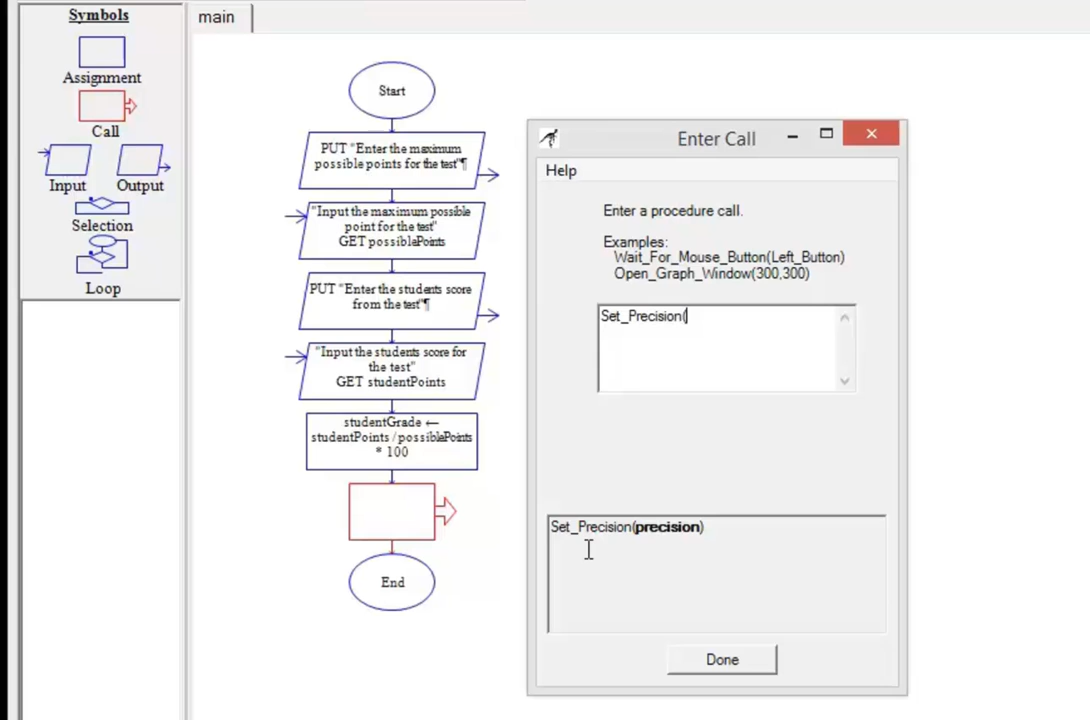 Symbols
Assignment
Call
Input Output
Selection
Loop
main
Start
PUT "Enter the maximum
possible points for the test"¶
"Input the maximum possible
point for the test"
GET possiblePoints
PUT "Enter the students score
from the test"¶
"Input the students score for
the test"
GET studentPoints
studentGrade ←
studentPoints / possiblePoints
* 100
End
Enter Call
Help
Enter a procedure call.
Examples:
Wait_For_Mouse_Button(Left_Button)
Open_Graph_Window(300,300)
Set_Precision(
Set_Precision(precision)
Done